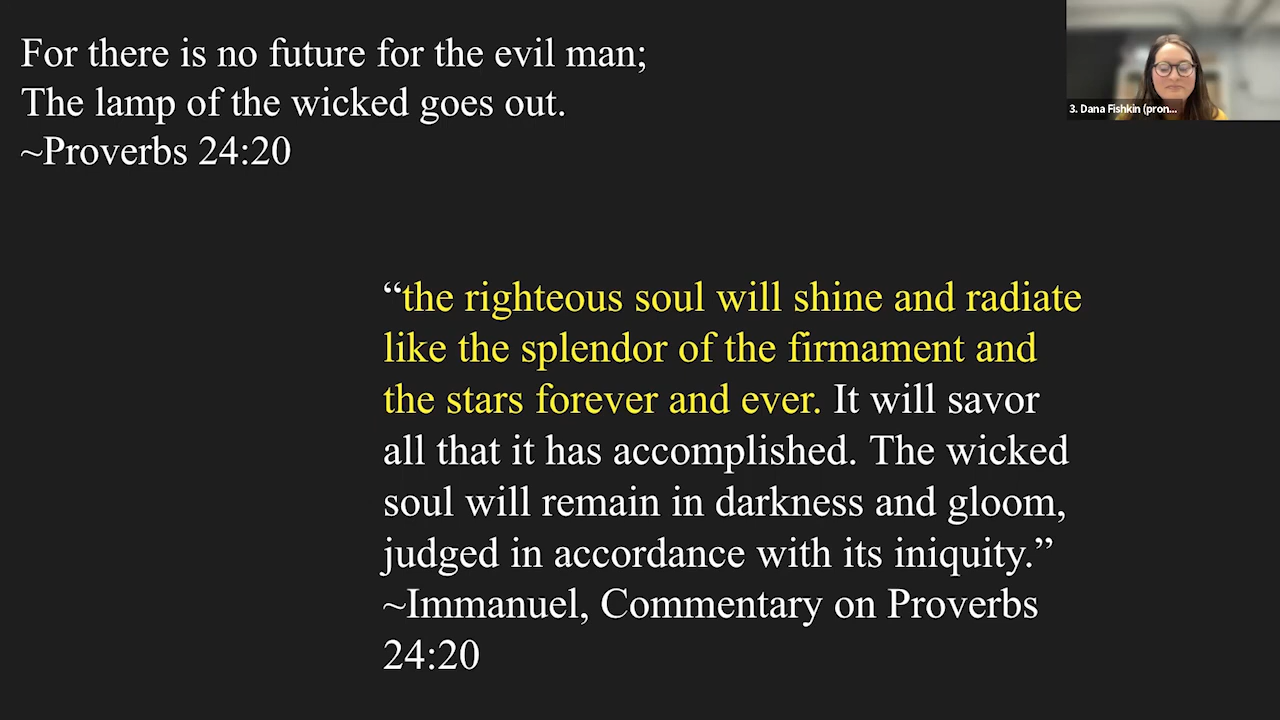 For there is no future for the evil man;
The lamp of the wicked goes out.
~Proverbs 24:20
3. Dana Fishkin (pron...
“the righteous soul will shine and radiate
like the splendor of the firmament and
the stars forever and ever. It will savor
all that it has accomplished. The wicked
soul will remain in darkness and gloom,
judged in accordance with its iniquity.”
~Immanuel, Commentary on Proverbs
24:20